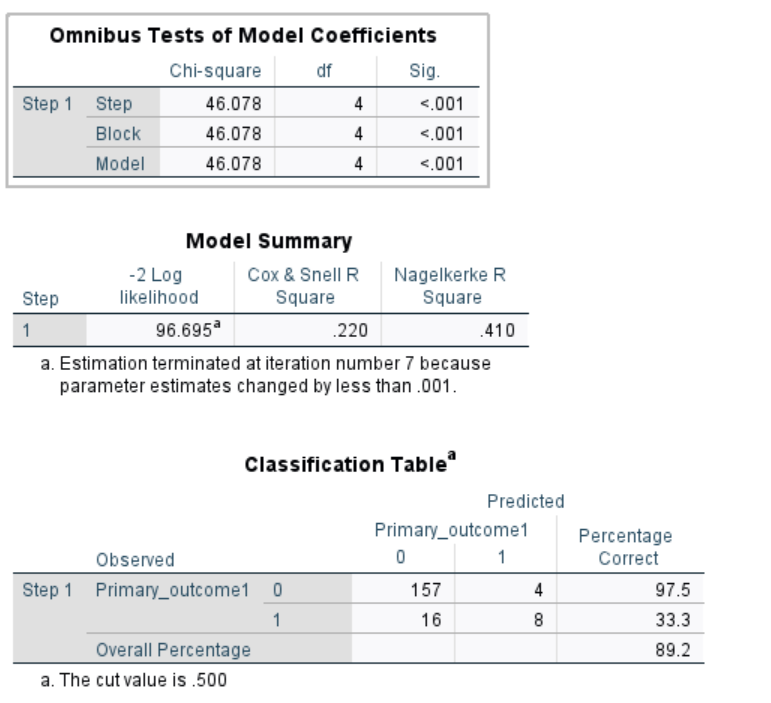 Omnibus Tests of Model Coefficients
Chi-square df Sig.
Step 1 Step 46.078 4 <.001
Block 46.078 4 <.001
Model 46.078 4 <.001
Model Summary
Step -2 Log likelihood Cox & Snell R Square Nagelkerke R Square
1 96.695a .220 .410
a. Estimation terminated at iteration number 7 because
parameter estimates changed by less than .001.
Classification Tablea
Predicted
Primary_outcome1 Percentage Correct
Observed 0 1
Step 1 Primary_outcome1 0 157 4 97.5
1 16 8 33.3
Overall Percentage 89.2
a. The cut value is .500